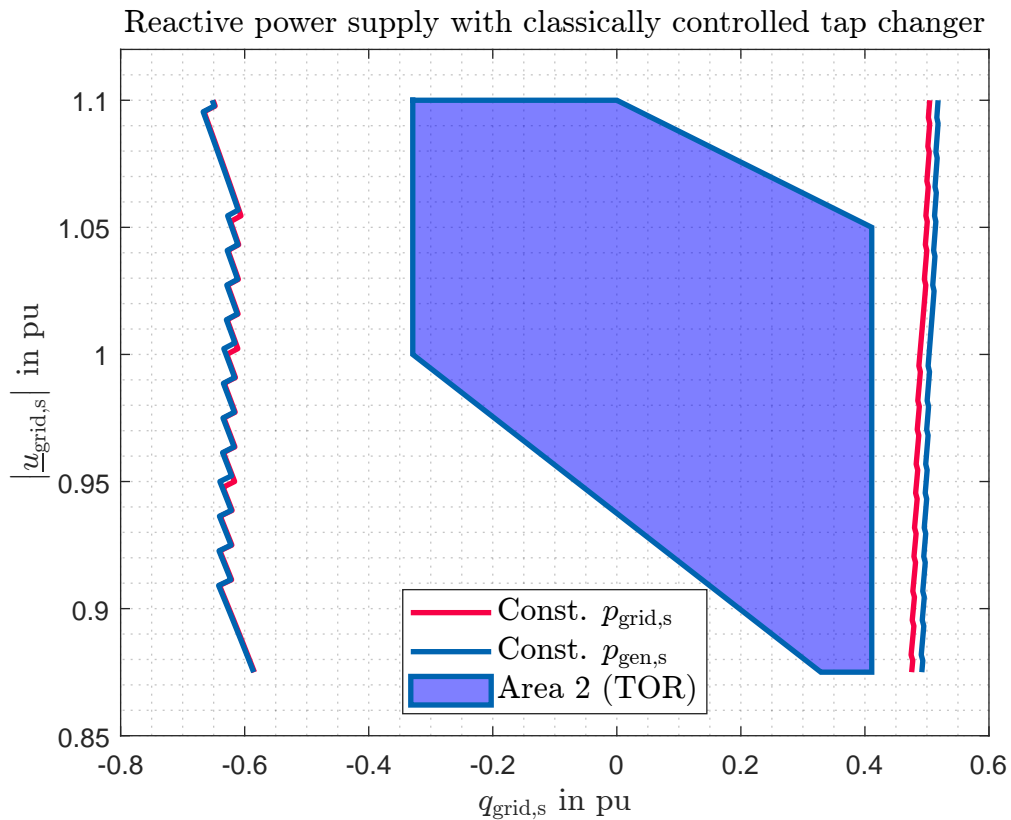 Reactive power supply with classically controlled tap changer
1.1
1.05
1
0.95
0.9
0.85
|u_grid,s| in pu
Const. p_grid,s
Const. p_gen,s
Area 2 (TOR)
-0.8
-0.6
-0.4
-0.2
0
0.2
0.4
0.6
q_grid,s in pu